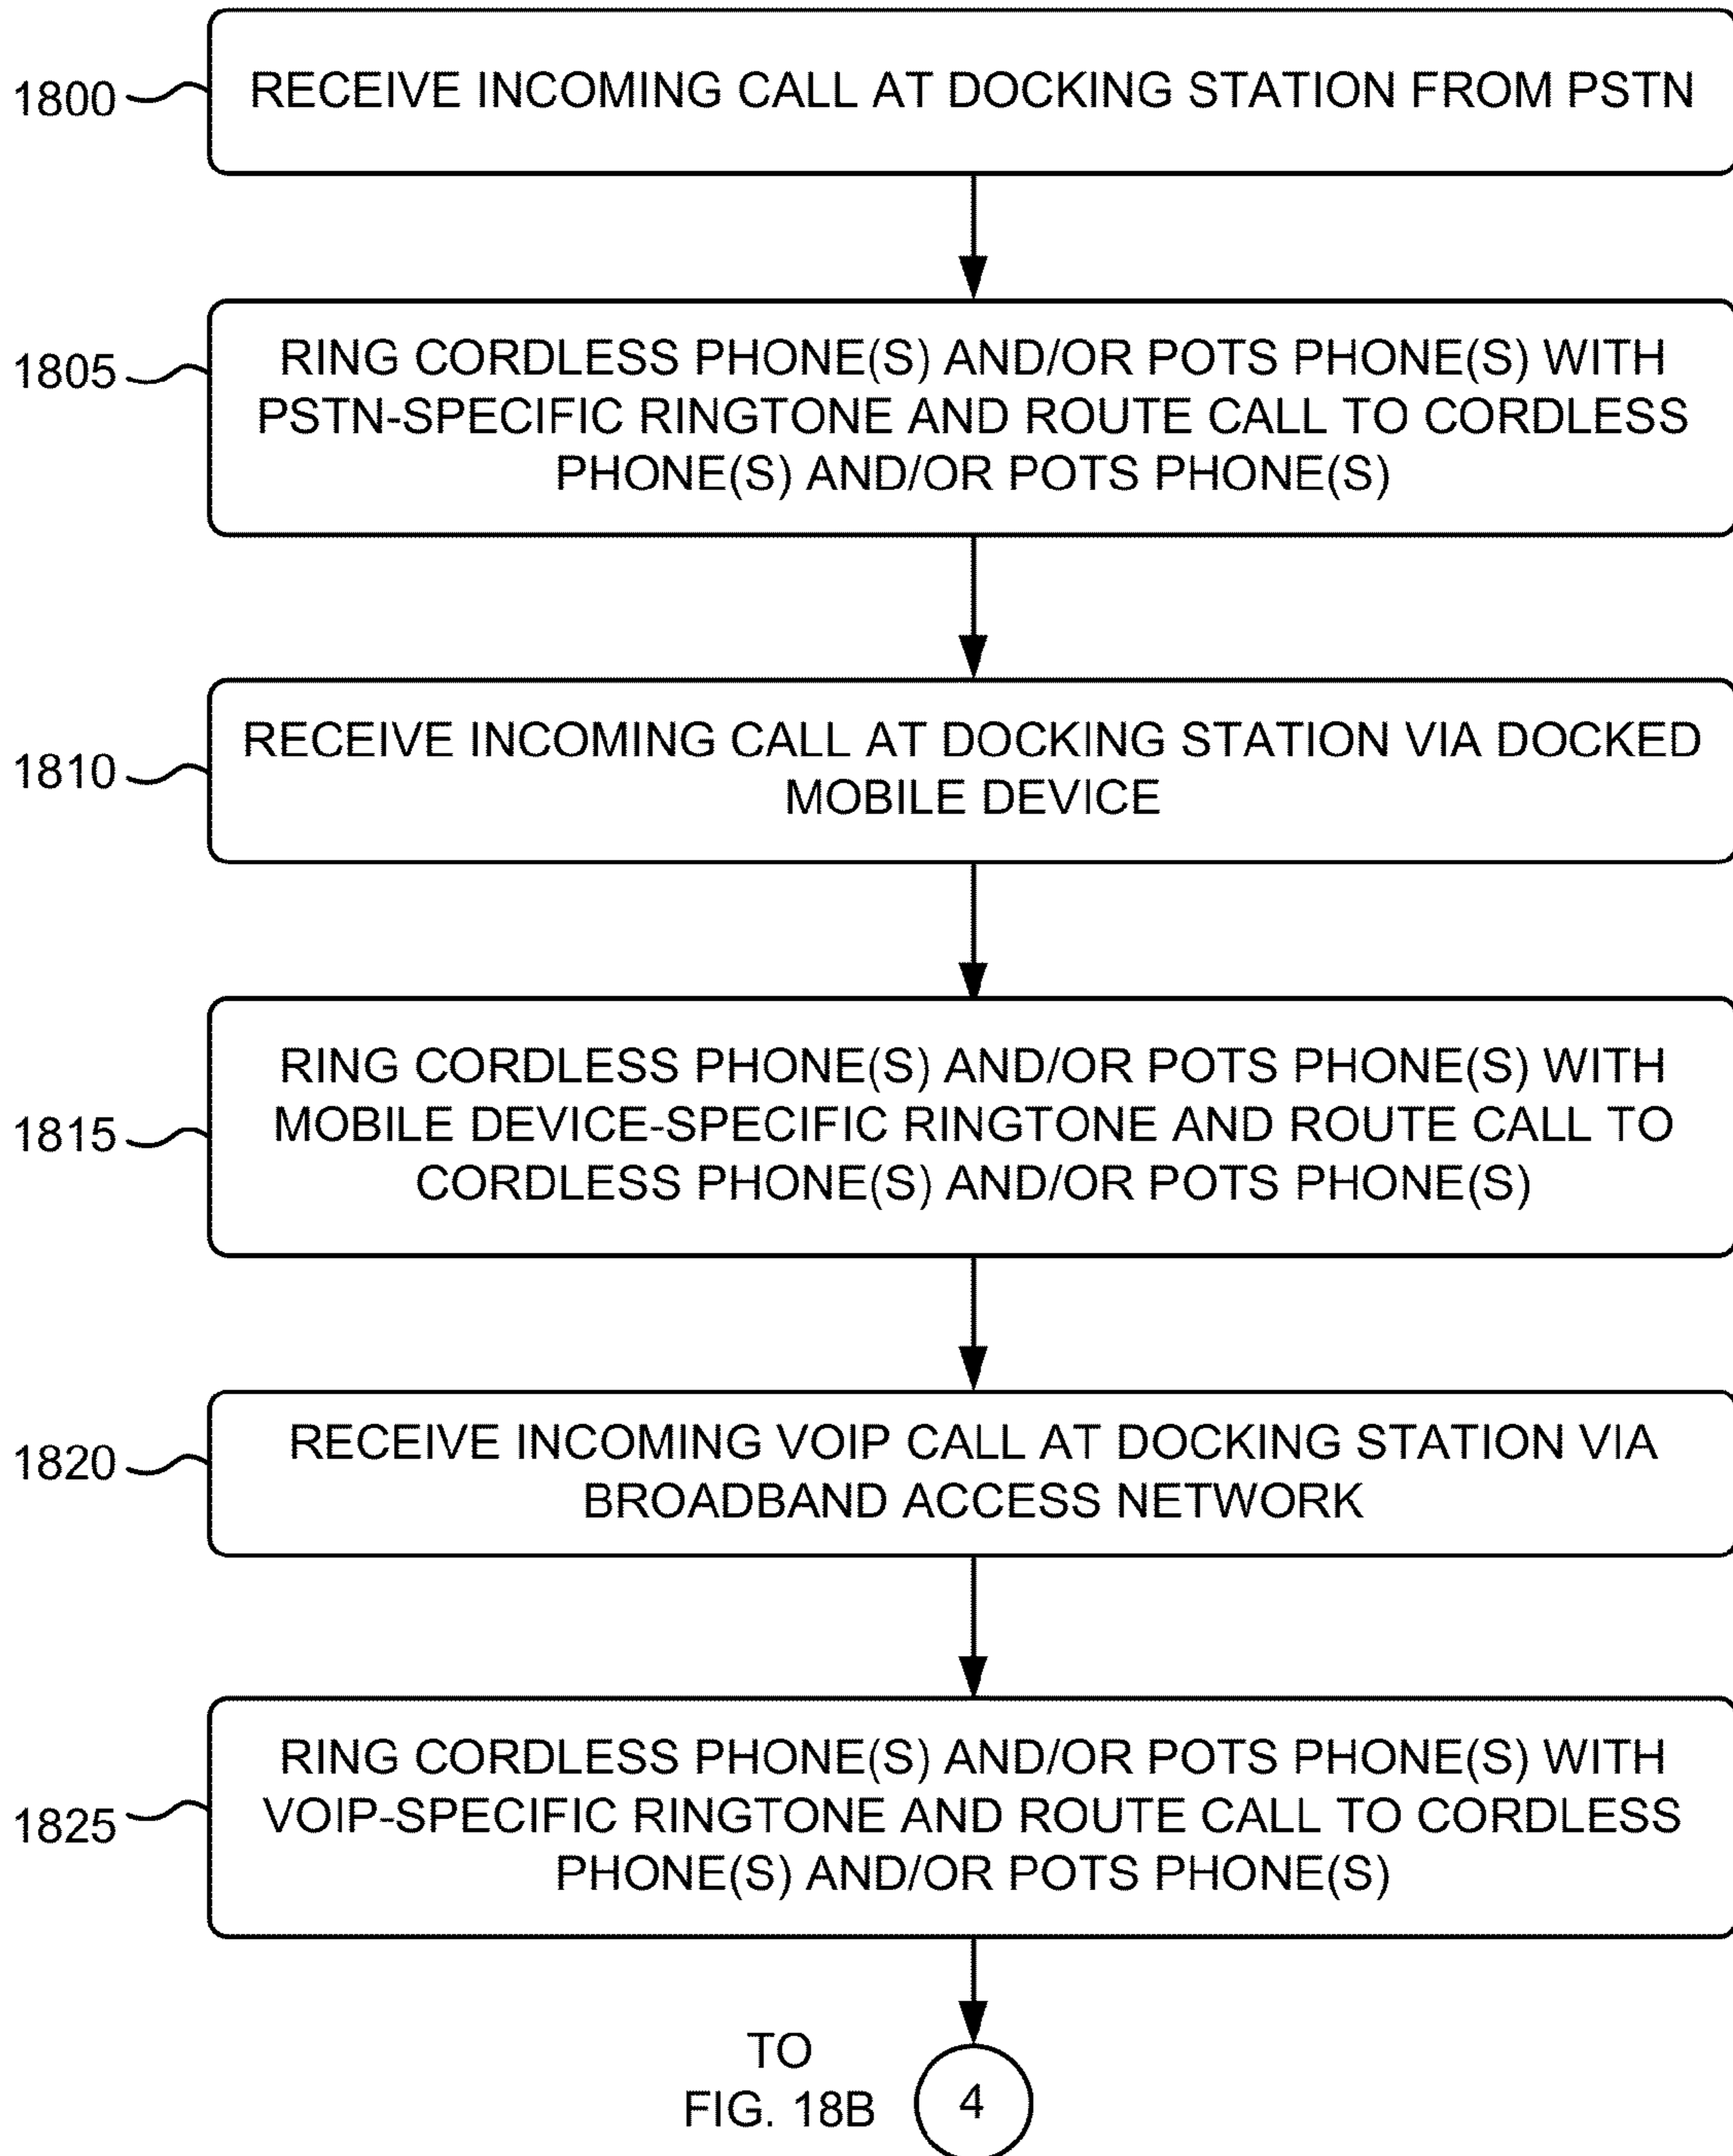 1800
RECEIVE INCOMING CALL AT DOCKING STATION FROM PSTN
1805
RING CORDLESS PHONE(S) AND/OR POTS PHONE(S) WITH
PSTN-SPECIFIC RINGTONE AND ROUTE CALL TO CORDLESS
PHONE(S) AND/OR POTS PHONE(S)
1810
RECEIVE INCOMING CALL AT DOCKING STATION VIA DOCKED
MOBILE DEVICE
1815
RING CORDLESS PHONE(S) AND/OR POTS PHONE(S) WITH
MOBILE DEVICE-SPECIFIC RINGTONE AND ROUTE CALL TO
CORDLESS PHONE(S) AND/OR POTS PHONE(S)
1820
RECEIVE INCOMING VOIP CALL AT DOCKING STATION VIA
BROADBAND ACCESS NETWORK
1825
RING CORDLESS PHONE(S) AND/OR POTS PHONE(S) WITH
VOIP-SPECIFIC RINGTONE AND ROUTE CALL TO CORDLESS
PHONE(S) AND/OR POTS PHONE(S)
TO
FIG. 18B
4